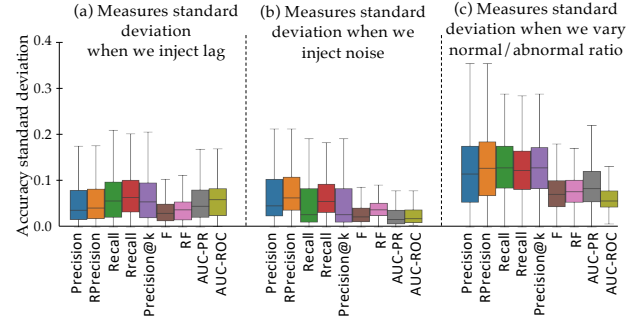 (a) Measures standard
deviation
when we inject lag
(b) Measures standard
deviation when we
inject noise
(c) Measures standard
deviation when we vary
normal/abnormal ratio
Accuracy standard deviation
0.4
0.3
0.2
0.1
0.0
Precision
RPrecision
Recall
Rrecall
Precision@k
F
RF
AUC-PR
AUC-ROC
Precision
RPrecision
Recall
Rrecall
Precision@k
F
RF
AUC-PR
AUC-ROC
Precision
RPrecision
Recall
Rrecall
Precision@k
F
RF
AUC-PR
AUC-ROC